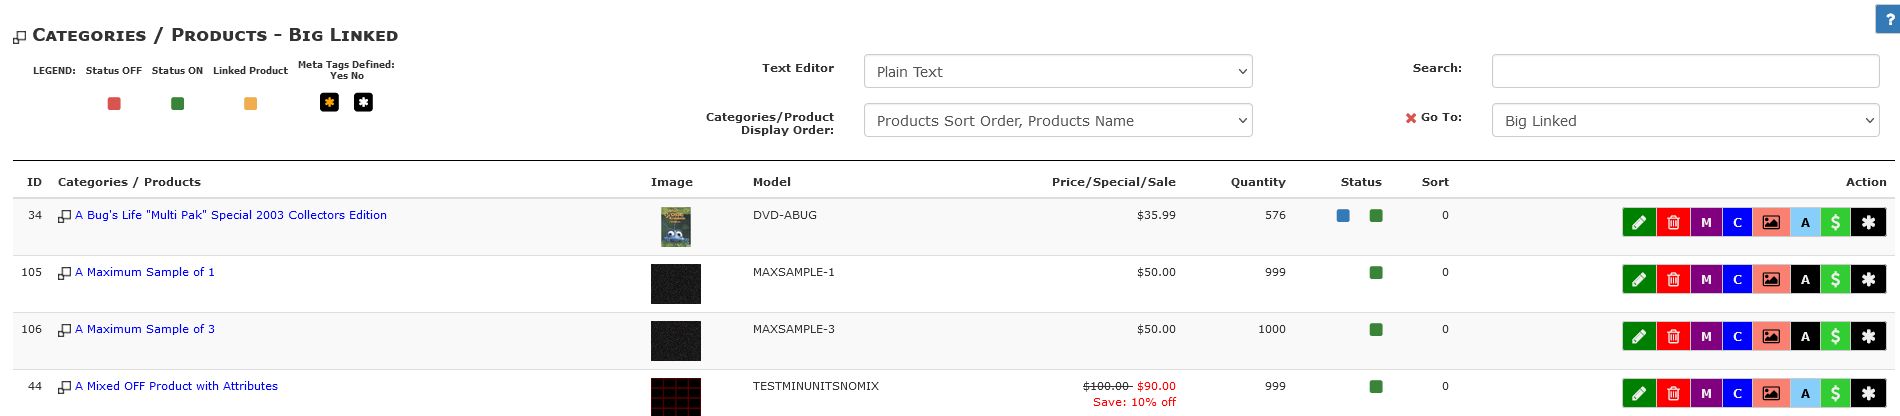 ?
Categories / Products - Big Linked
LEGEND: Status OFF Status ON Linked Product Meta Tags Defined:
Yes No
Text Editor Plain Text
Search:
Categories/Product
Display Order: Products Sort Order, Products Name
Go To: Big Linked
ID Categories / Products Image Model Price/Special/Sale Quantity Status Sort Action
34 A Bug's Life "Multi Pak" Special 2003 Collectors Edition DVD-ABUG $35.99 576 0 M C A $
105 A Maximum Sample of 1 MAXSAMPLE-1 $50.00 999 0 M C A $
106 A Maximum Sample of 3 MAXSAMPLE-3 $50.00 1000 0 M C A $
44 A Mixed OFF Product with Attributes TESTMINUNITSNOMIX $100.00 $90.00 999 0 M C A $
Save: 10% off